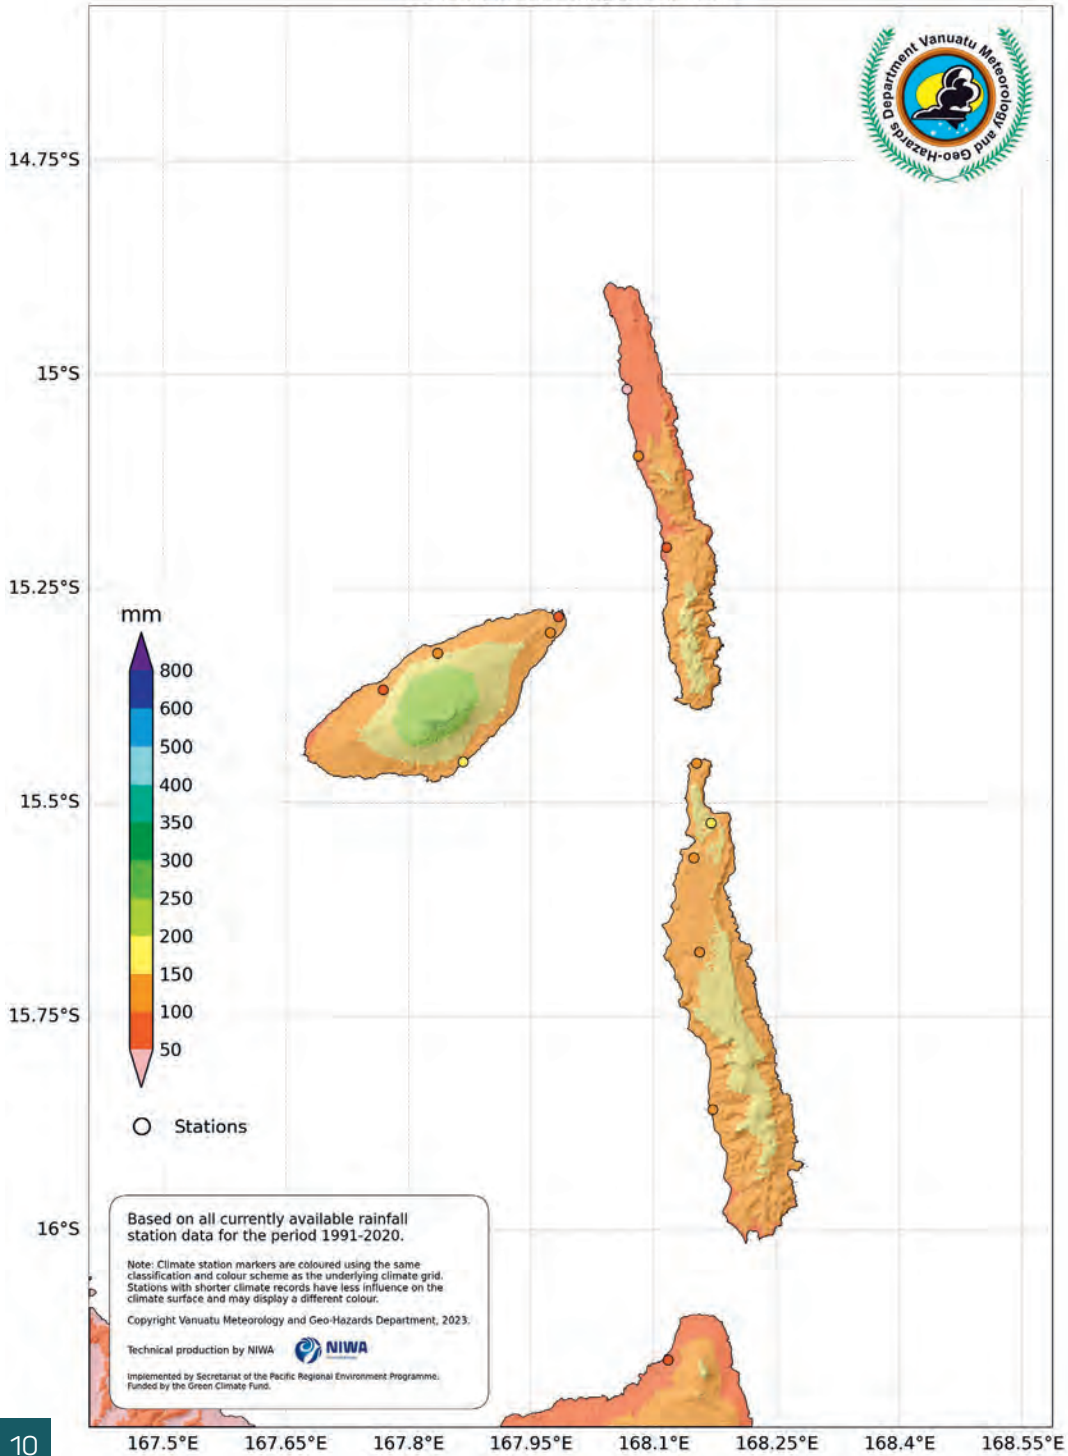 Vanuatu Meteorology and Geo-Hazards Department
14.75°S
15°S
15.25°S
15.5°S
15.75°S
16°S
mm
800
600
500
400
350
300
250
200
150
100
50
Stations
Based on all currently available rainfall
station data for the period 1991-2020.
Note: Climate station markers are coloured using the same
classification and colour scheme as the underlying climate grid.
Stations with shorter climate records have less influence on the
climate surface and may display a different colour.
Copyright Vanuatu Meteorology and Geo-Hazards Department, 2023.
Technical production by NIWA
NIWA
Implemented by Secretariat of the Pacific Regional Environment Programme.
Funded by the Green Climate Fund.
167.5°E 167.65°E 167.8°E 167.95°E 168.1°E 168.25°E 168.4°E 168.55°E
10